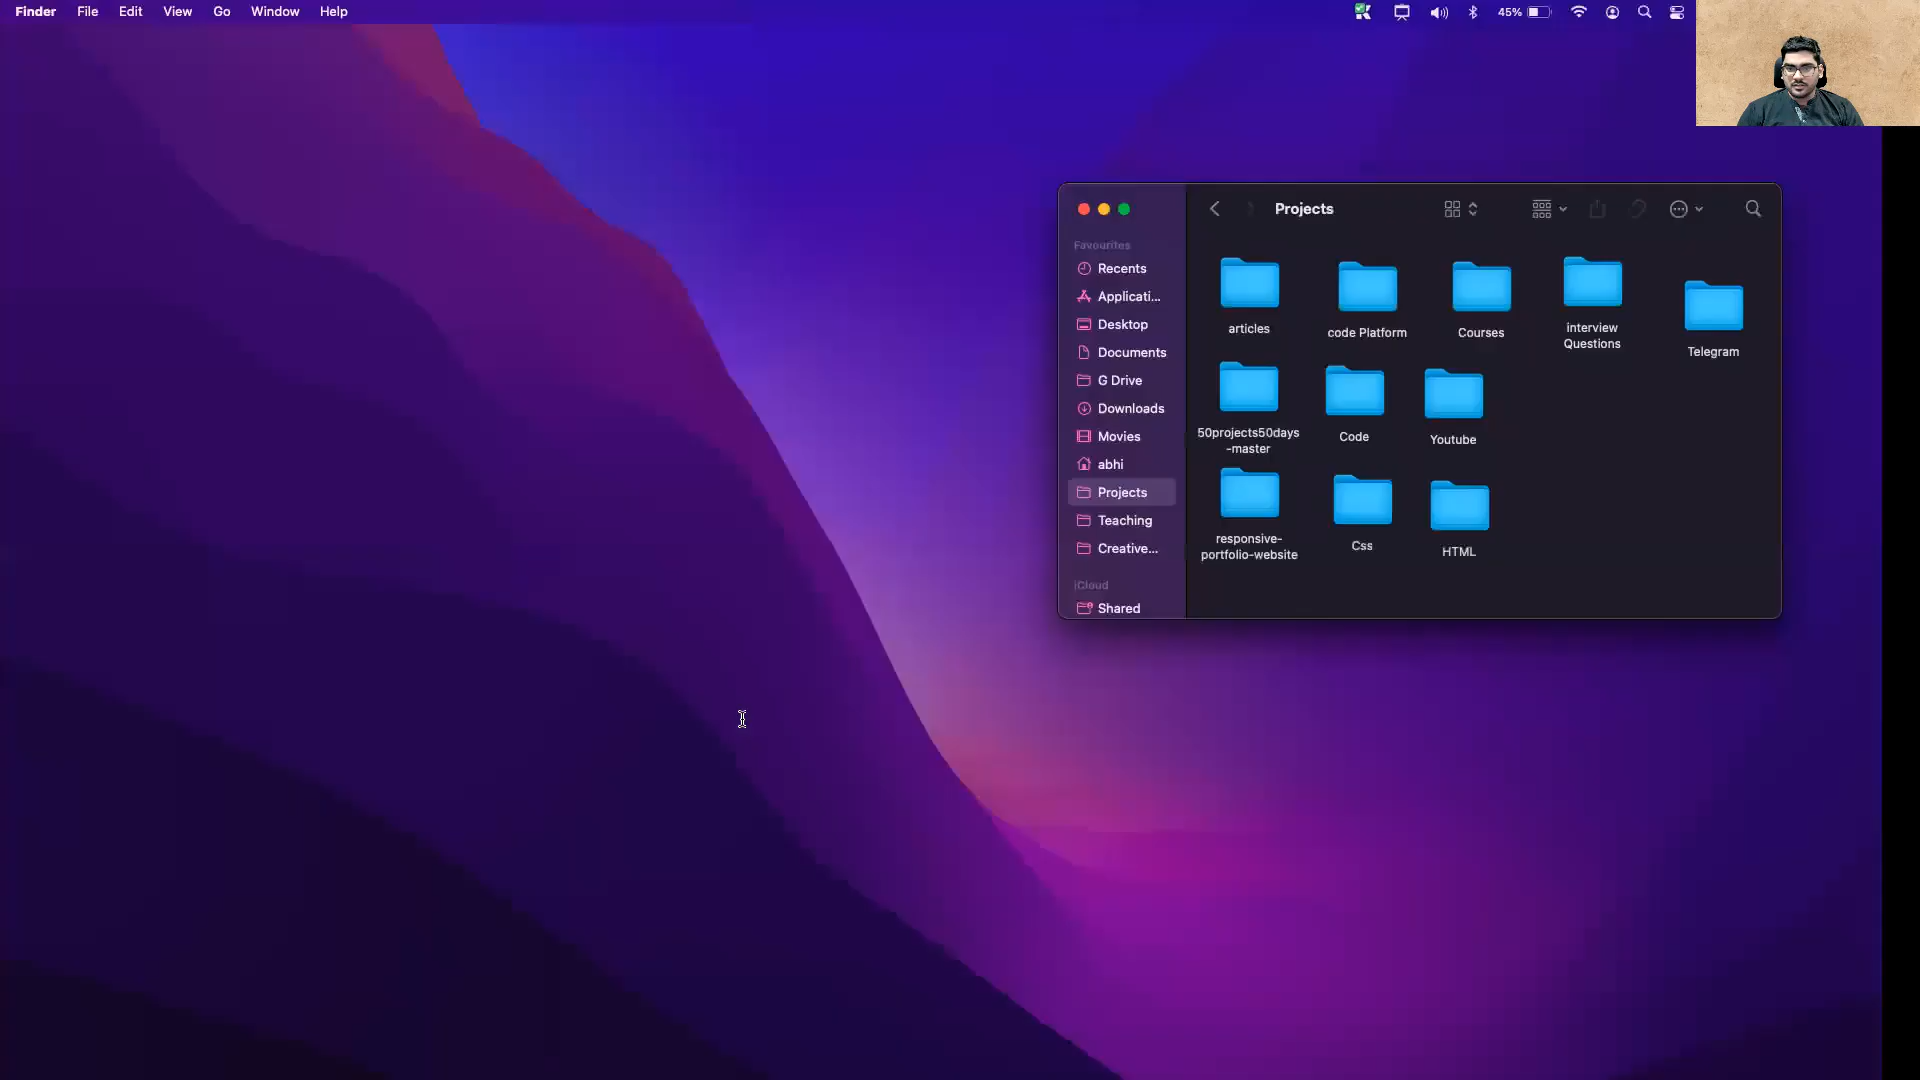 Finder File Edit View Go Window Help
45%
Projects
Favourites
Recents
Applicati...
Desktop
Documents
G Drive
Downloads
Movies
abhi
Projects
Teaching
Creative...
iCloud
Shared
articles
code Platform
Courses
interview
Questions
Telegram
50projects50days
-master
Code
Youtube
responsive-
portfolio-website
Css
HTML